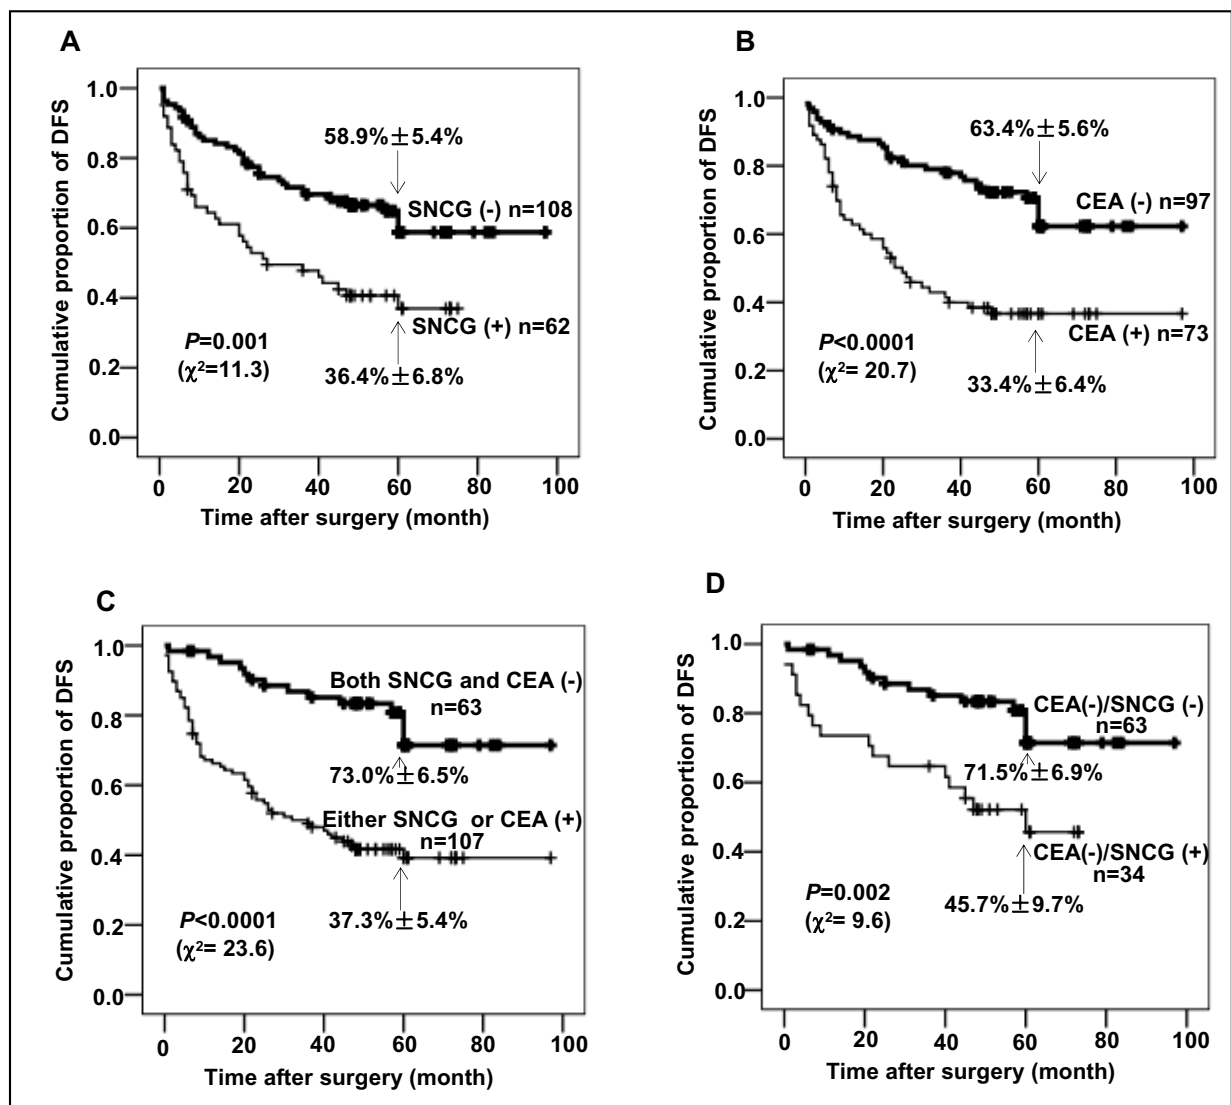 A
Cumulative proportion of DFS
1.0
0.8
0.6
0.4
0.2
0.0
58.9%±5.4%
SNCG (-) n=108
SNCG (+) n=62
P=0.001
(χ²=11.3)
36.4%±6.8%
0 20 40 60 80 100
Time after surgery (month)
B
Cumulative proportion of DFS
1.0
0.8
0.6
0.4
0.2
0.0
63.4%±5.6%
CEA (-) n=97
P<0.0001
(χ²= 20.7)
CEA (+) n=73
33.4%±6.4%
0 20 40 60 80 100
Time after surgery (month)
C
Cumulative proportion of DFS
1.0
0.8
0.6
0.4
0.2
0.0
Both SNCG and CEA (-)
n=63
73.0%±6.5%
Either SNCG or CEA (+)
n=107
P<0.0001
(χ²= 23.6)
37.3%±5.4%
0 20 40 60 80 100
Time after surgery (month)
D
Cumulative proportion of DFS
1.0
0.8
0.6
0.4
0.2
0.0
CEA(-)/SNCG (-)
n=63
71.5%±6.9%
CEA(-)/SNCG (+)
n=34
P=0.002
(χ²= 9.6)
45.7%±9.7%
0 20 40 60 80 100
Time after surgery (month)